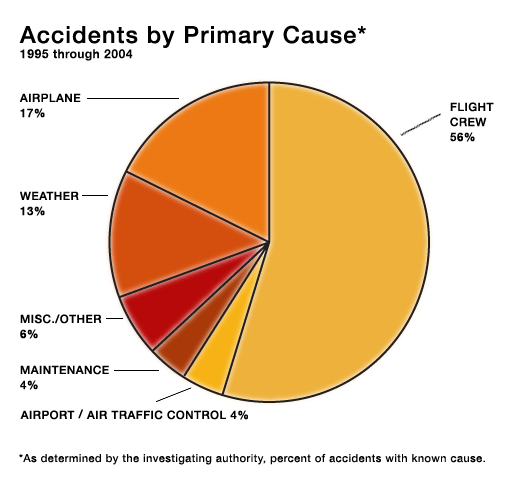 Accidents by Primary Cause*
1995 through 2004
AIRPLANE
17%
FLIGHT
CREW
56%
WEATHER
13%
MISC./OTHER
6%
MAINTENANCE
4%
AIRPORT / AIR TRAFFIC CONTROL 4%
*As determined by the investigating authority, percent of accidents with known cause.